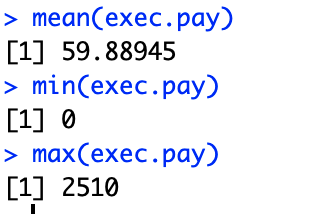 > mean(exec.pay)
[1] 59.88945
> min(exec.pay)
[1] 0
> max(exec.pay)
[1] 2510